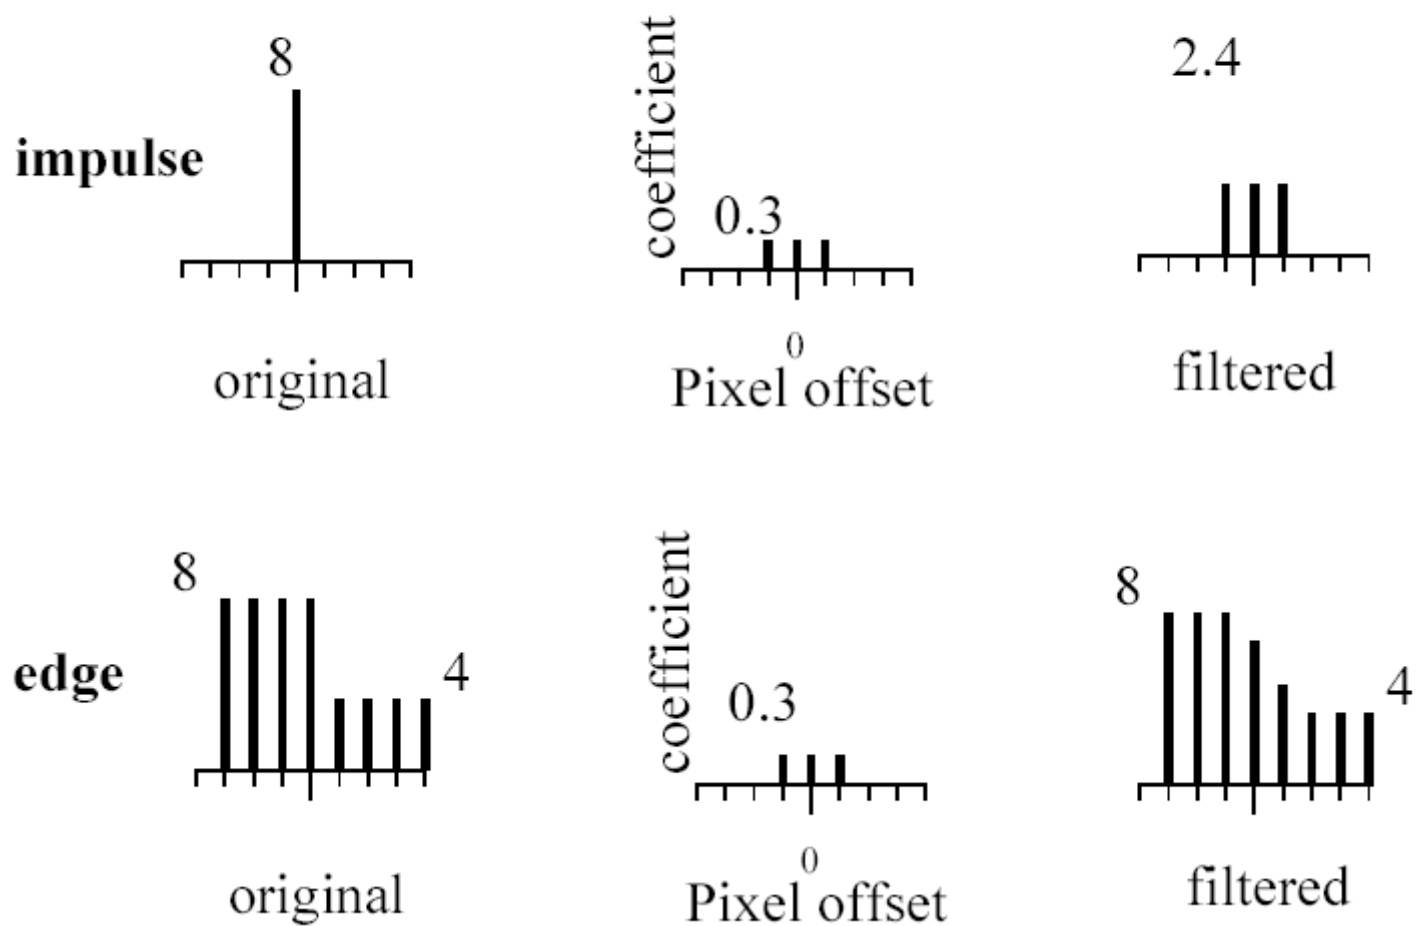 8
impulse
original
coefficient
0.3
0
Pixel offset
2.4
filtered
8
edge
4
original
coefficient
0.3
0
Pixel offset
8
4
filtered